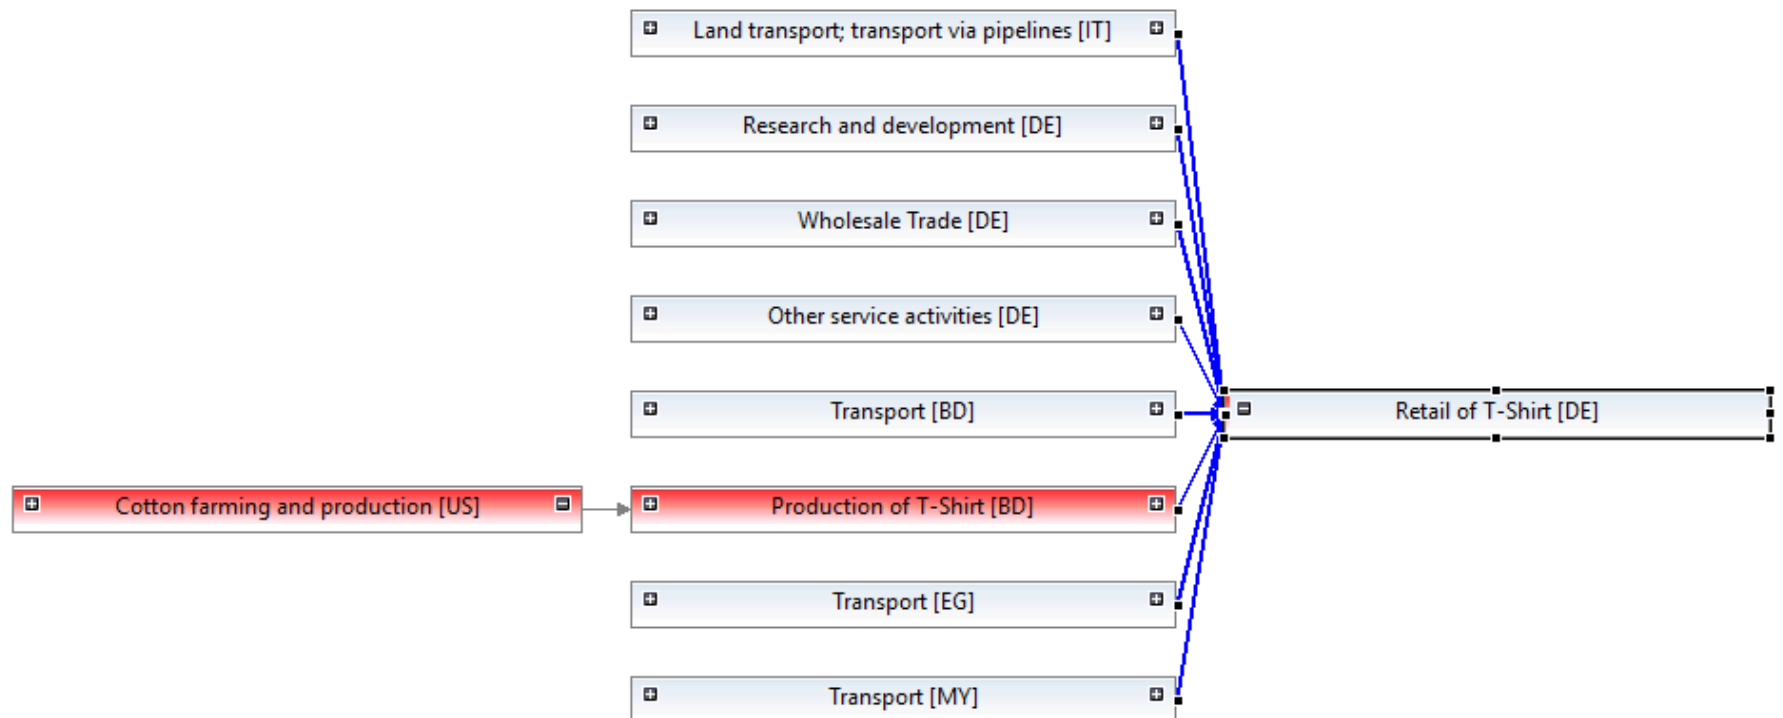 Land transport; transport via pipelines [IT]
Research and development [DE]
Wholesale Trade [DE]
Other service activities [DE]
Transport [BD]
Retail of T-Shirt [DE]
Cotton farming and production [US]
Production of T-Shirt [BD]
Transport [EG]
Transport [MY]